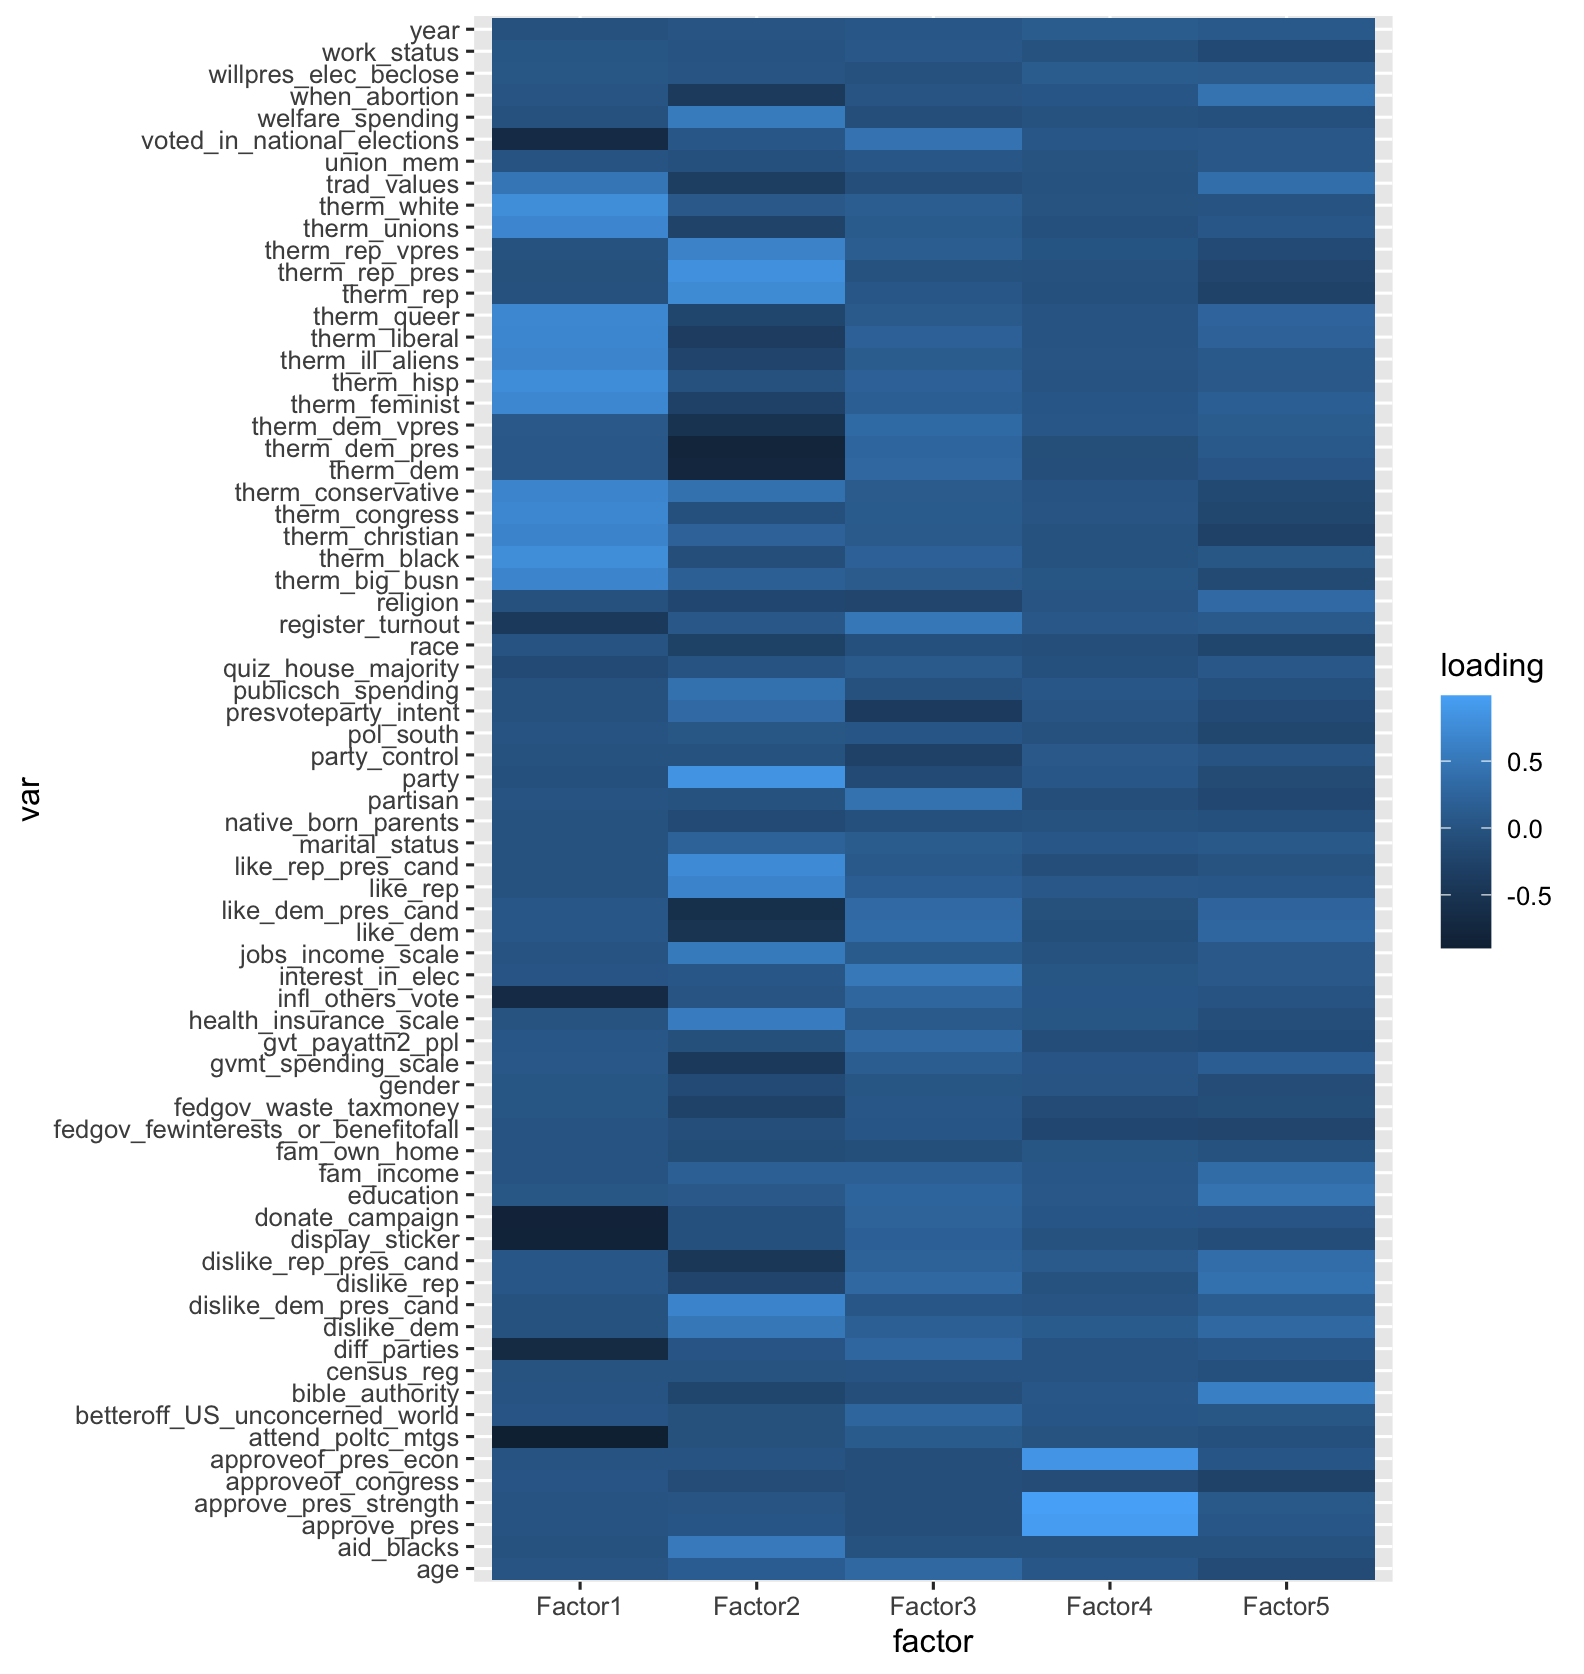 year
work_status
willpres_elec_beclose
when_abortion
welfare_spending
voted_in_national_elections
union_mem
trad_values
therm_white
therm_unions
therm_rep_vpres
therm_rep_pres
therm_rep
therm_queer
therm_liberal
therm_ill_aliens
therm_hisp
therm_feminist
therm_dem_vpres
therm_dem_pres
therm_dem
therm_conservative
therm_congress
therm_christian
therm_black
therm_big_busn
religion
register_turnout
race
quiz_house_majority
publicsch_spending
presvoteparty_intent
pol_south
party_control
party
partisan
native_born_parents
marital_status
like_rep_pres_cand
like_rep
like_dem_pres_cand
like_dem
jobs_income_scale
interest_in_elec
infl_others_vote
health_insurance_scale
gvt_payattn2_ppl
gvmt_spending_scale
gender
fedgov_waste_taxmoney
fedgov_fewinterests_or_benefitofall
fam_own_home
fam_income
education
donate_campaign
display_sticker
dislike_rep_pres_cand
dislike_rep
dislike_dem_pres_cand
dislike_dem
diff_parties
census_reg
bible_authority
betteroff_US_unconcerned_world
attend_poltc_mtgs
approveof_pres_econ
approveof_congress
approve_pres_strength
approve_pres
aid_blacks
age
var
Factor1 Factor2 Factor3 Factor4 Factor5
factor
loading
0.5
0.0
-0.5